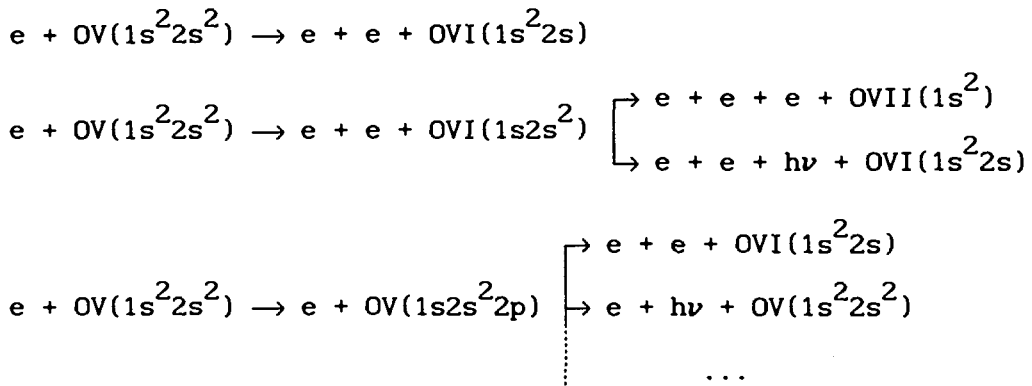 e + OV(1s²2s²) → e + e + OVI(1s²2s)
e + e + e + OVII(1s²)
e + OV(1s²2s²) → e + e + OVI(1s2s²)
e + e + hν + OVI(1s²2s)
e + e + OVI(1s²2s)
e + OV(1s²2s²) → e + OV(1s2s²2p) → e + hν + OV(1s²2s²)
...